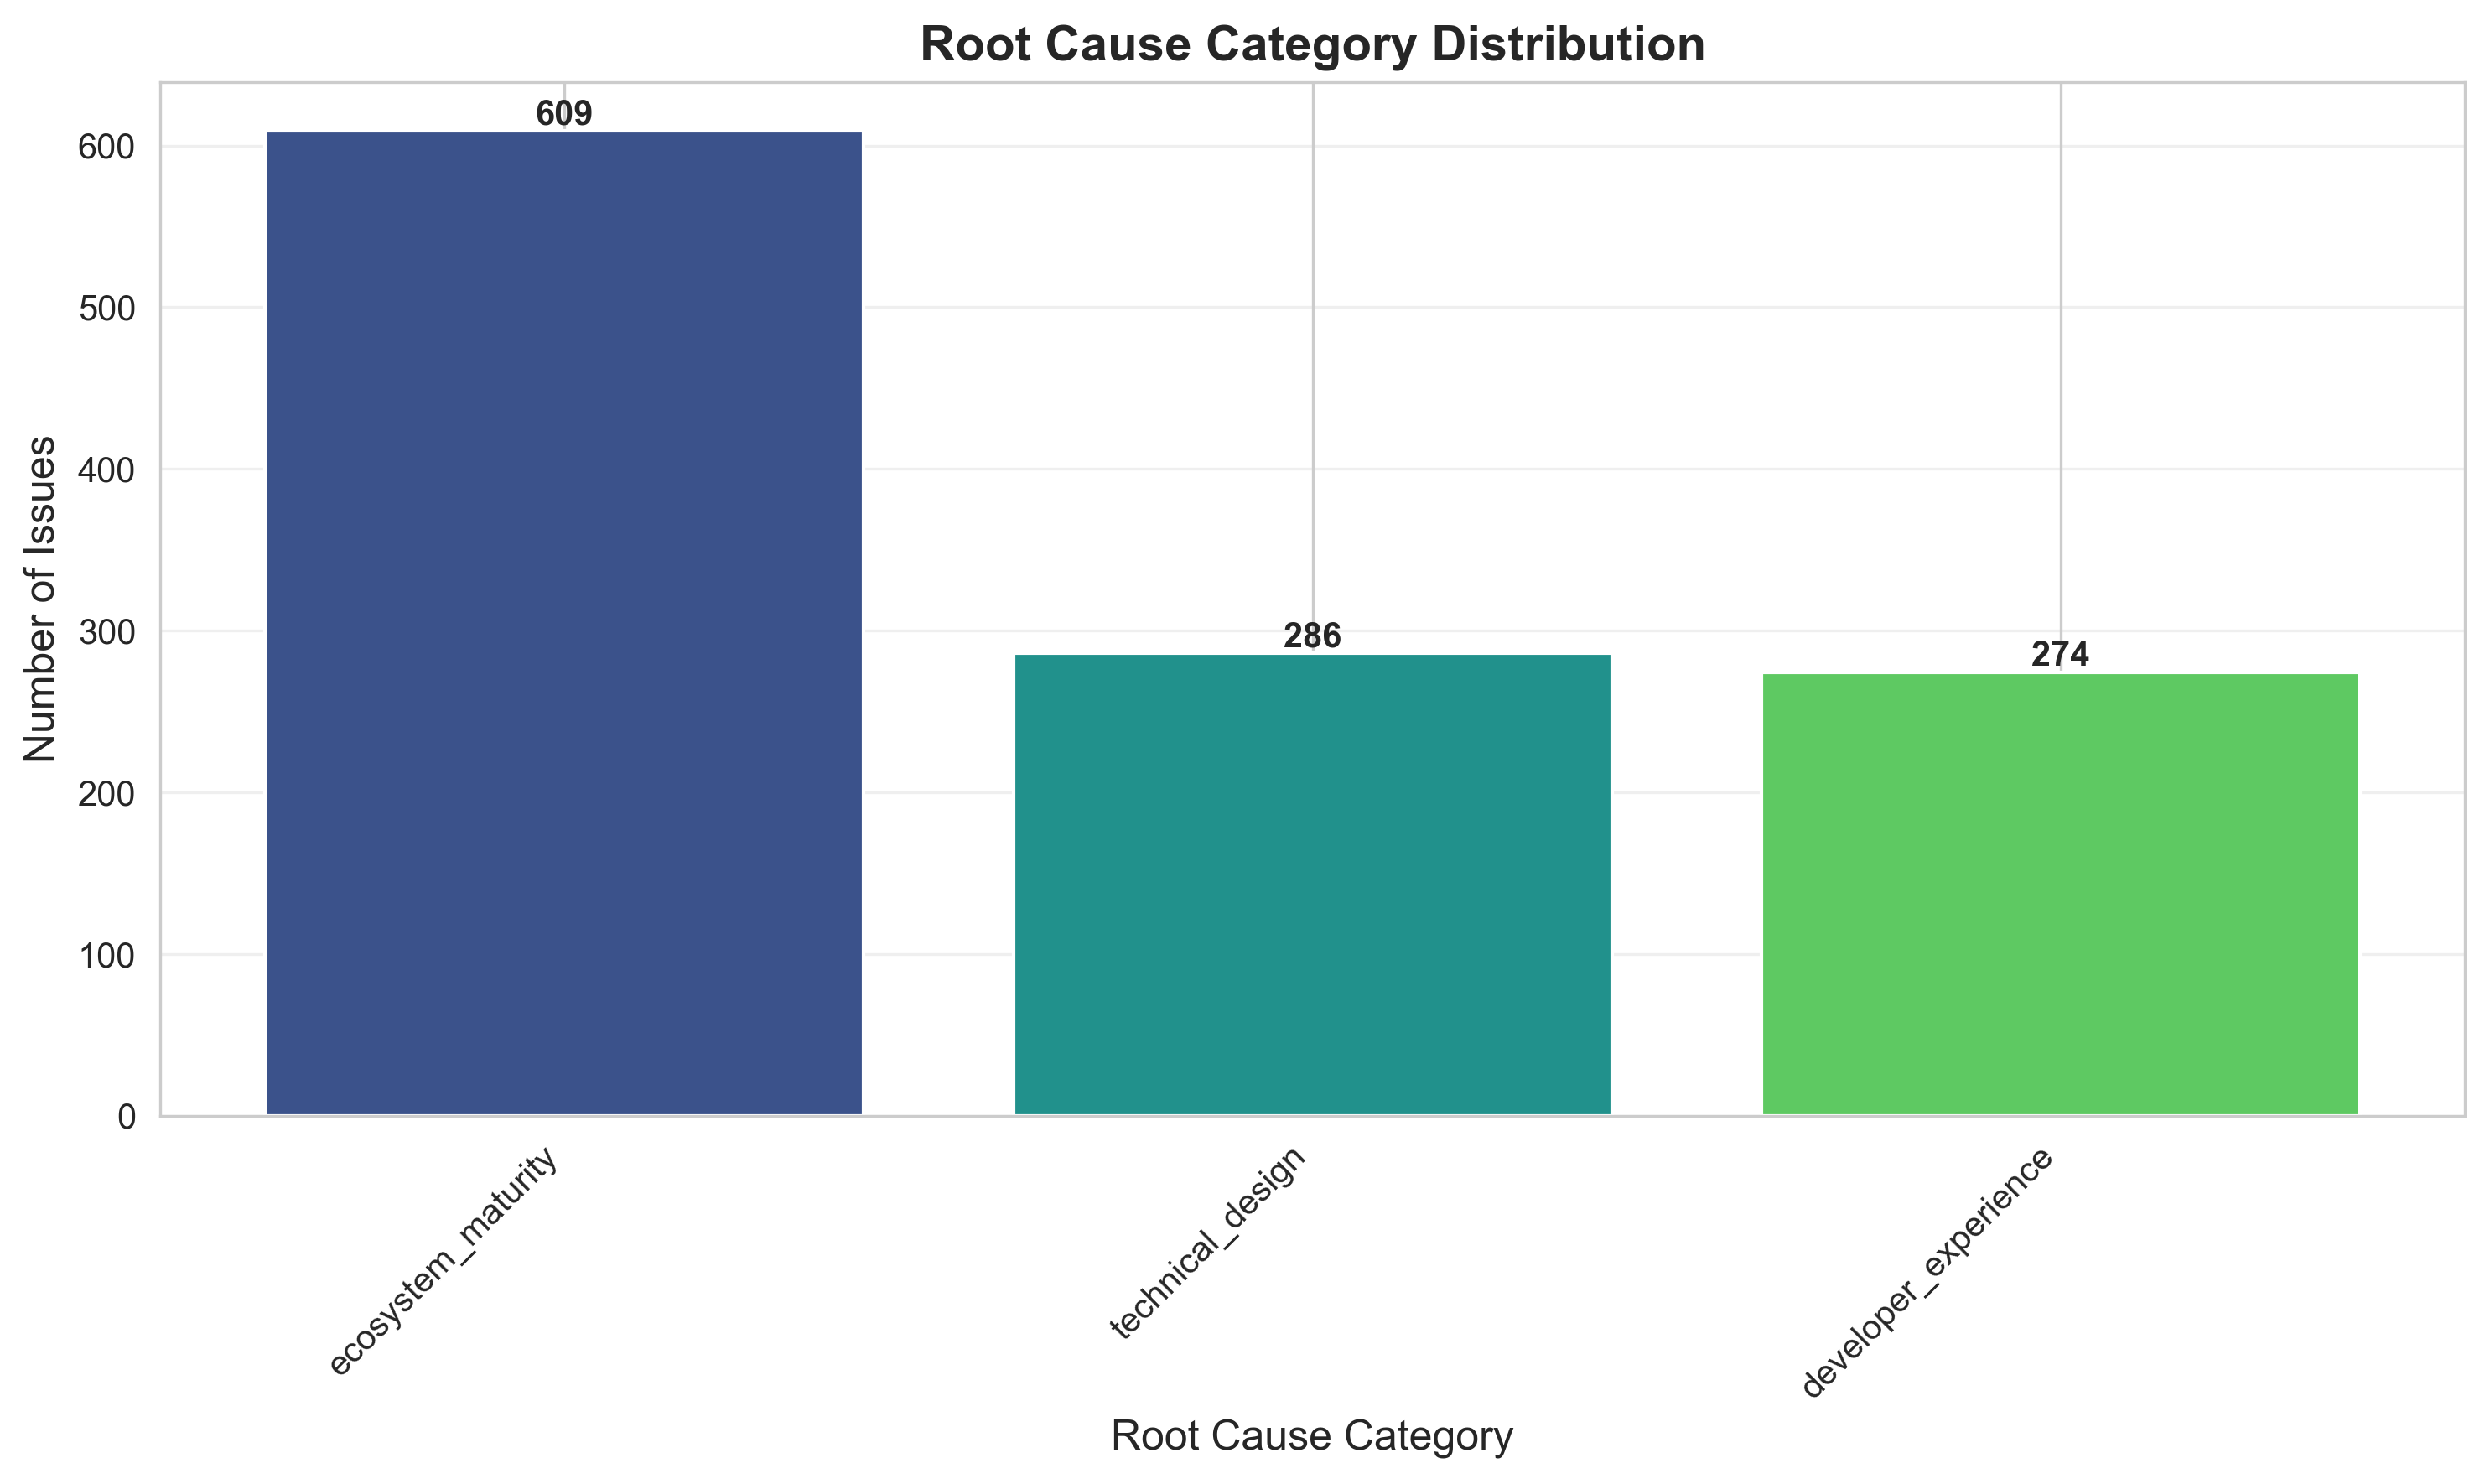 Root Cause Category Distribution
Number of Issues
600
500
400
300
200
100
0
609
286
274
ecosystem_maturity
technical_design
developer_experience
Root Cause Category